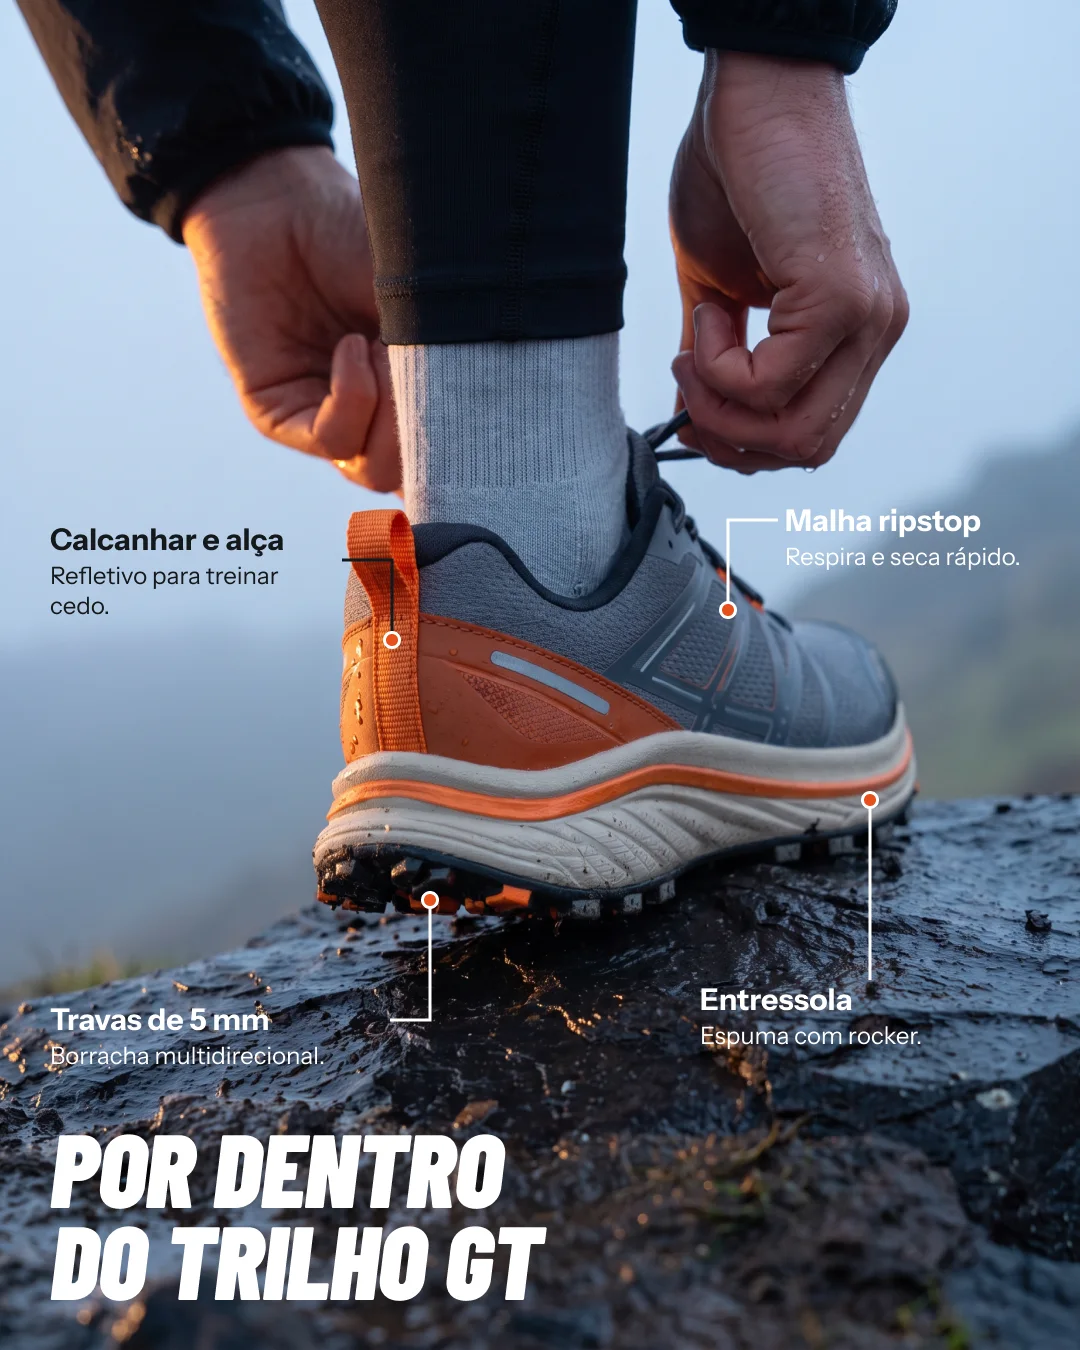 Calcanhar e alça
Refletivo para treinar
cedo.
Malha ripstop
Respira e seca rápido.
Travas de 5 mm
Borracha multidirecional.
Entressola
Espuma com rocker.
POR DENTRO
DO TRILHO GT